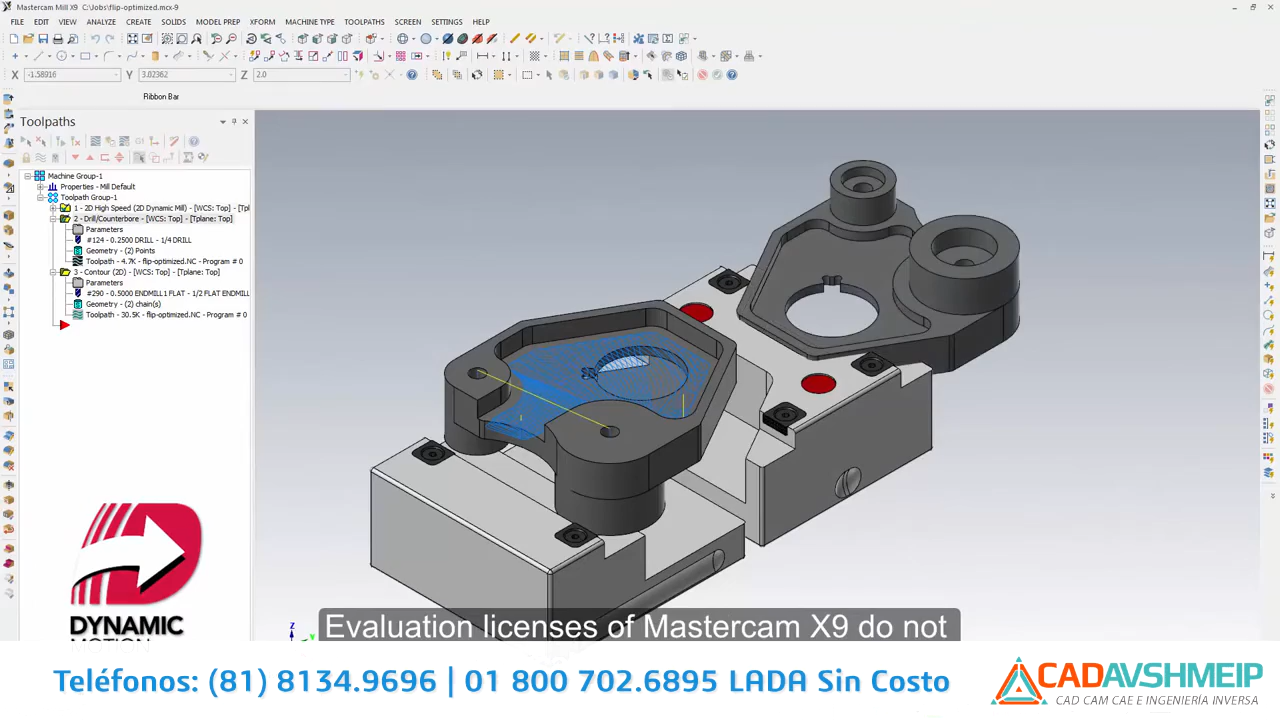 Mastercam Mill X9 C:\Jobs\flip-optimized.mcx-9
FILE EDIT VIEW ANALYZE CREATE SOLIDS MODEL PREP XFORM MACHINE TYPE TOOLPATHS SCREEN SETTINGS HELP
X -1.58916 Y 3.02362 Z 2.0
Ribbon Bar
Toolpaths
G1
Machine Group-1
Properties - Mill Default
Toolpath Group-1
1 - 2D High Speed (2D Dynamic Mill) - [WCS: Top] - [Tpl
2 - Drill/Counterbore - [WCS: Top] - [Tplane: Top]
Parameters
#124 - 0.2500 DRILL - 1/4 DRILL
Geometry - (2) Points
Toolpath - 4.7K - flip-optimized.NC - Program # 0
3 - Contour (2D) - [WCS: Top] - [Tplane: Top]
Parameters
#290 - 0.5000 ENDMILL1 FLAT - 1/2 FLAT ENDMILL
Geometry - (2) chain(s)
Toolpath - 30.5K - flip-optimized.NC - Program # 0
DYNAMIC
MOTION
Z
Y
Evaluation licenses of Mastercam X9 do not
Teléfonos: (81) 8134.9696 | 01 800 702.6895 LADA Sin Costo
CADAVSHMEIP
CAD CAM CAE E INGENIERÍA INVERSA